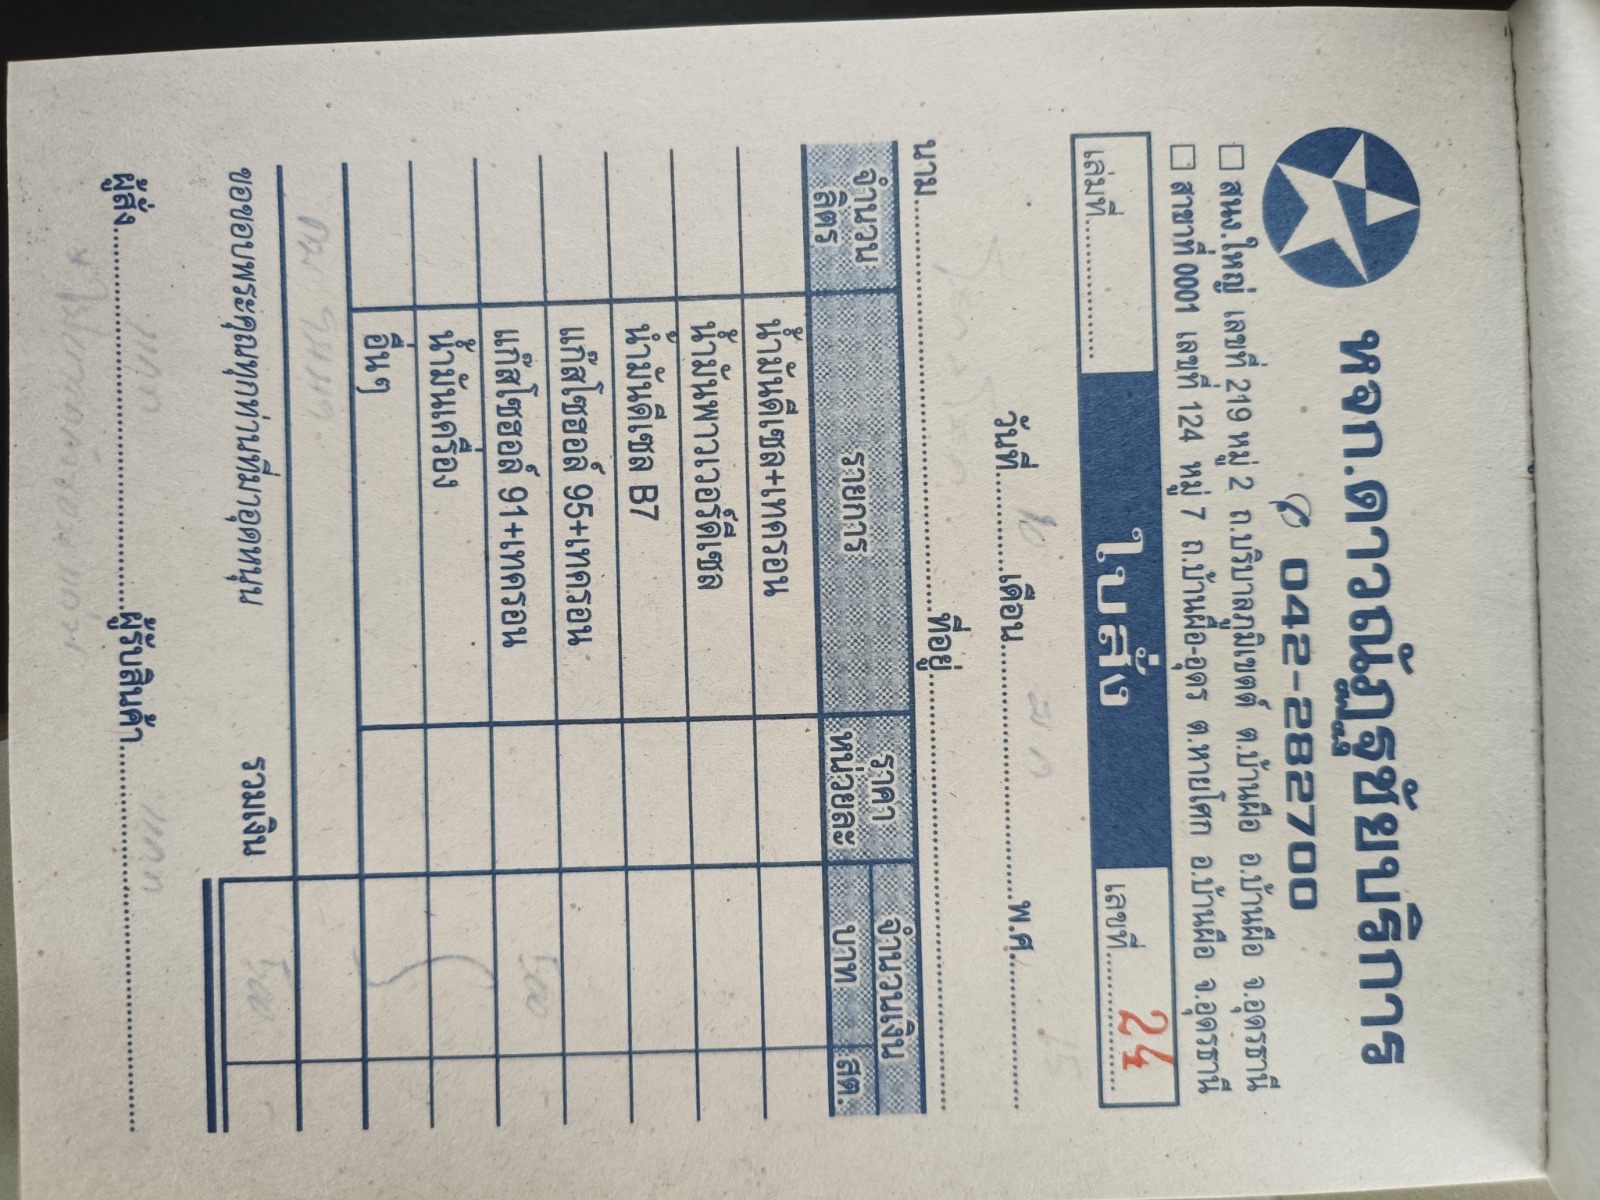 หจก.ดาวณัฏฐชัยบริการ
✆ 042-282700
☐ สนง.ใหญ่ เลขที่ 219 หมู่ 2 ถ.บริบาลภูมิเขตต์ ต.บ้านผือ อ.บ้านผือ จ.อุดรธานี
☐ สาขาที่ 0001 เลขที่ 124 หมู่ 7 ถ.บ้านผือ-อุดร ต.หายโศก อ.บ้านผือ จ.อุดรธานี
เล่มที่............ ใบสั่ง เลขที่............ 24
วันที่............เดือน............พ.ศ............
นาม............ที่อยู่............
จำนวน ลิตร รายการ ราคา หน่วยละ จำนวนเงิน
บาท สต.
น้ำมันดีเซล+เทครอน
น้ำมันพาวเวอร์ดีเซล
น้ำมันดีเซล B7
แก๊สโซฮอล์ 95+เทครอน
แก๊สโซฮอล์ 91+เทครอน
น้ำมันเครื่อง
อื่นๆ
ขอขอบพระคุณทุกท่านที่มาอุดหนุน รวมเงิน
ผู้สั่ง............ผู้รับสินค้า............